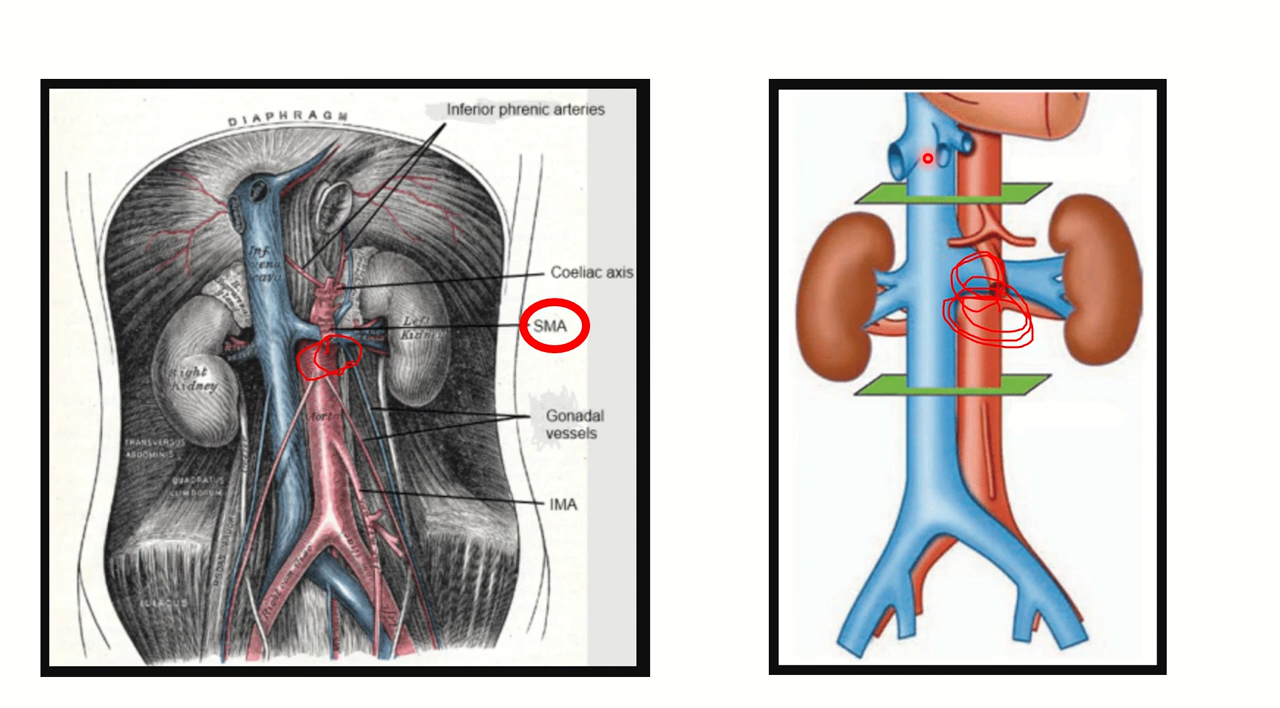 DIAPHRAGM
Inferior phrenic arteries
Inf.
vena
cava
Coeliac axis
SMA
Left
Kidney
Right
Kidney
Aorta
Gonadal
vessels
TRANSVERSUS
ABDOMINIS
QUADRATUS
LUMBORUM
IMA
ILIACUS